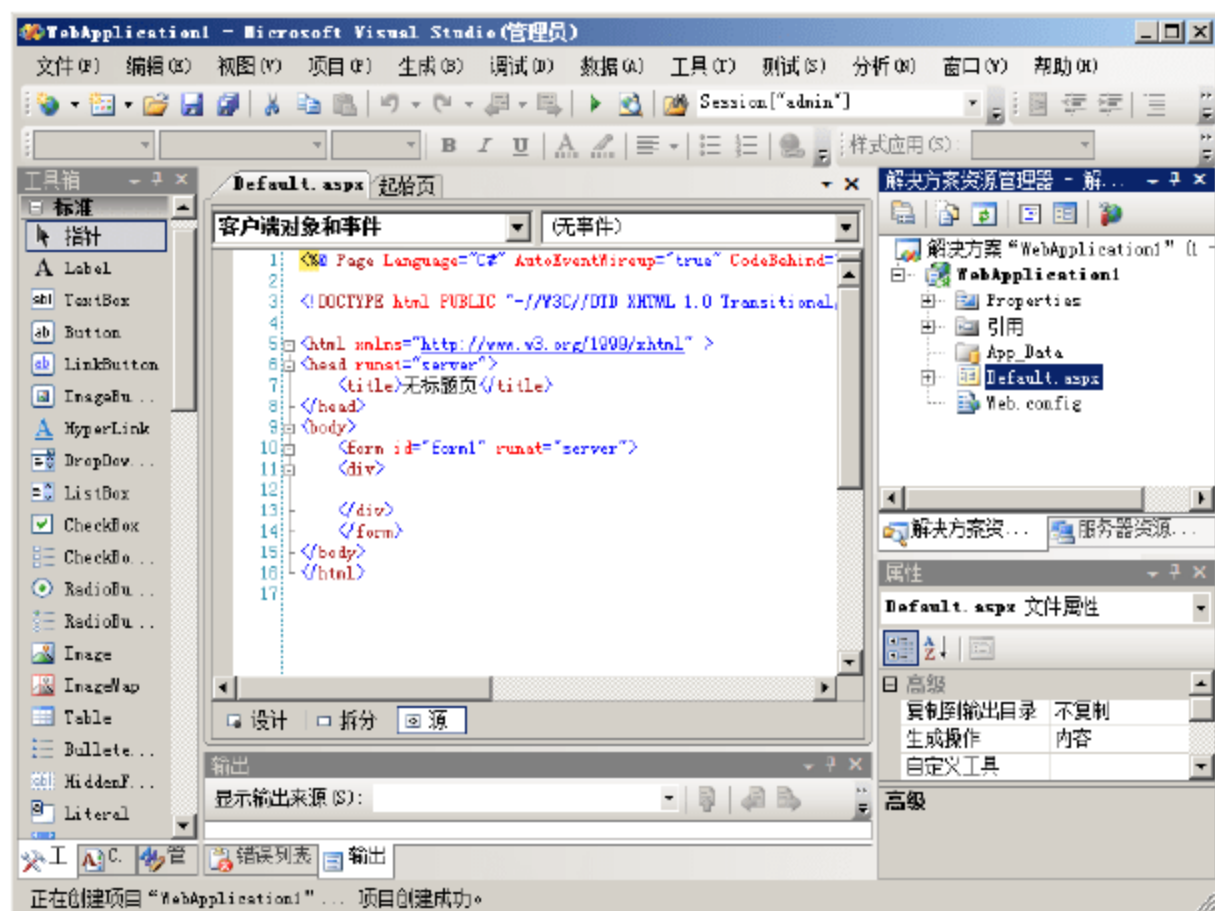 WebApplication1 - Microsoft Visual Studio(管理员)
文件(F) 编辑(E) 视图(V) 项目(P) 生成(B) 调试(D) 数据(A) 工具(T) 测试(S) 分析(N) 窗口(W) 帮助(H)
Session["admin"]
B I U A 样式应用(S):
工具箱
标准
指针
A Label
TextBox
Button
LinkButton
ImageBu...
HyperLink
DropDow...
ListBox
CheckBox
CheckBo...
RadioBu...
RadioBu...
Image
ImageMap
Table
Bullete...
HiddenF...
Literal
工 C. 管
Default.aspx 起始页
客户端对象和事件 (无事件)
1 <%@ Page Language="C#" AutoEventWireup="true" CodeBehind="
2
3 <!DOCTYPE html PUBLIC "-//W3C//DTD XHTML 1.0 Transitional/
4
5 <html xmlns="http://www.w3.org/1999/xhtml" >
6 <head runat="server">
7 <title>无标题页</title>
8 </head>
9 <body>
10 <form id="form1" runat="server">
11 <div>
12
13 </div>
14 </form>
15 </body>
16 </html>
17
设计 拆分 源
输出
显示输出来源(S):
错误列表 输出
解决方案资源管理器 - 解...
解决方案“WebApplication1”(1
WebApplication1
Properties
引用
App_Data
Default.aspx
Web.config
解决方案资... 服务器资源...
属性
Default.aspx 文件属性
高级
复制到输出目录 不复制
生成操作 内容
自定义工具
高级
正在创建项目“WebApplication1”... 项目创建成功。